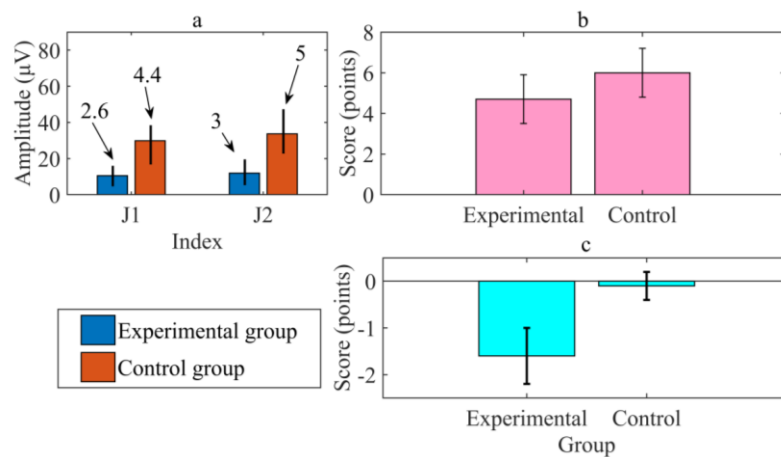 a
Amplitude (µV)
80
60
40
20
0
2.6
4.4
3
5
J1
J2
Index
b
Score (points)
8
6
4
2
0
Experimental
Control
c
Score (points)
0
-1
-2
Experimental
Control
Group
Experimental group
Control group